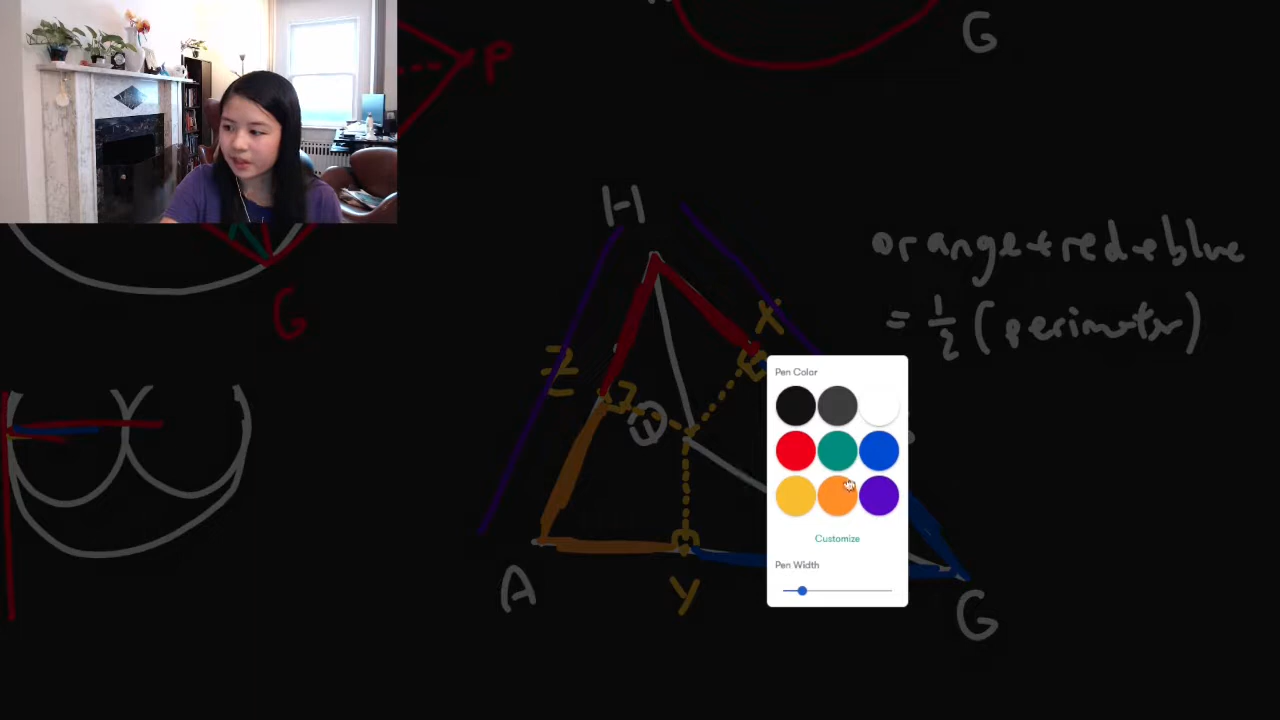 P
G
G
H
orange + red + blue
= 1/2 (perimeter)
X
Z
A
Y
G
Pen Color
Customize
Pen Width